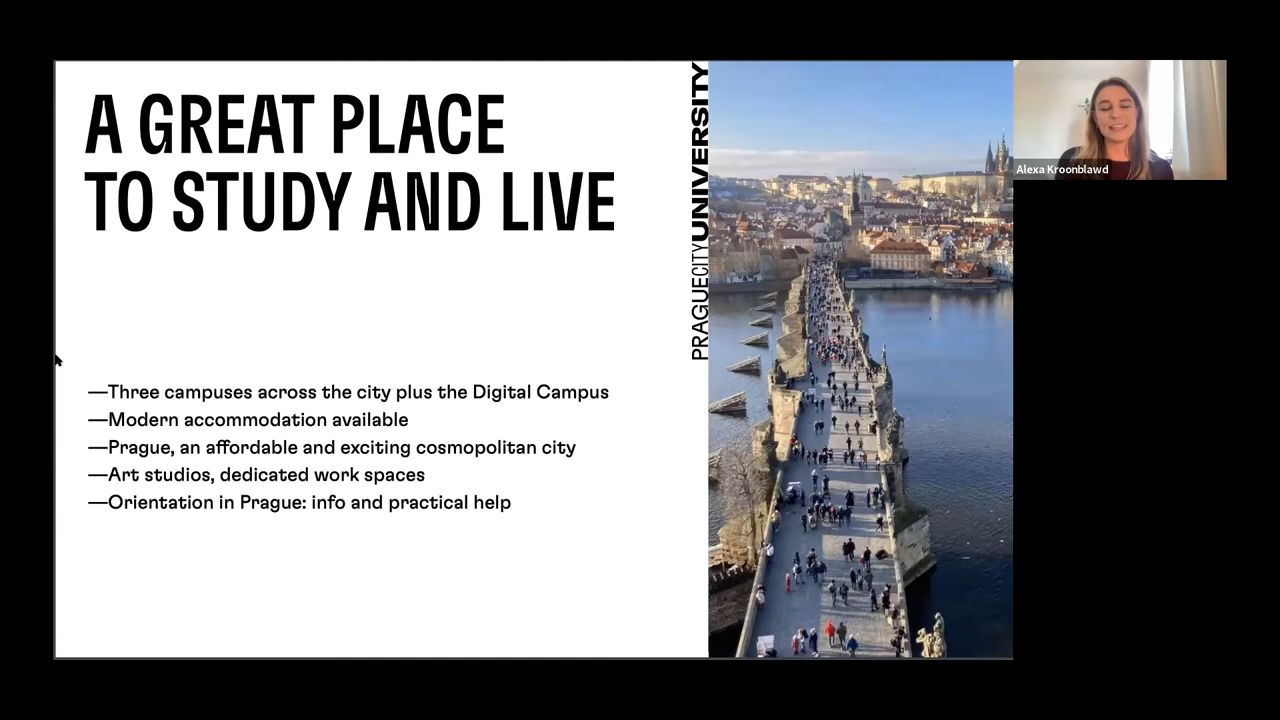 A GREAT PLACE
TO STUDY AND LIVE
—Three campuses across the city plus the Digital Campus
—Modern accommodation available
—Prague, an affordable and exciting cosmopolitan city
—Art studios, dedicated work spaces
—Orientation in Prague: info and practical help
PRAGUECITYUNIVERSITY
Alexa Kroonblawd